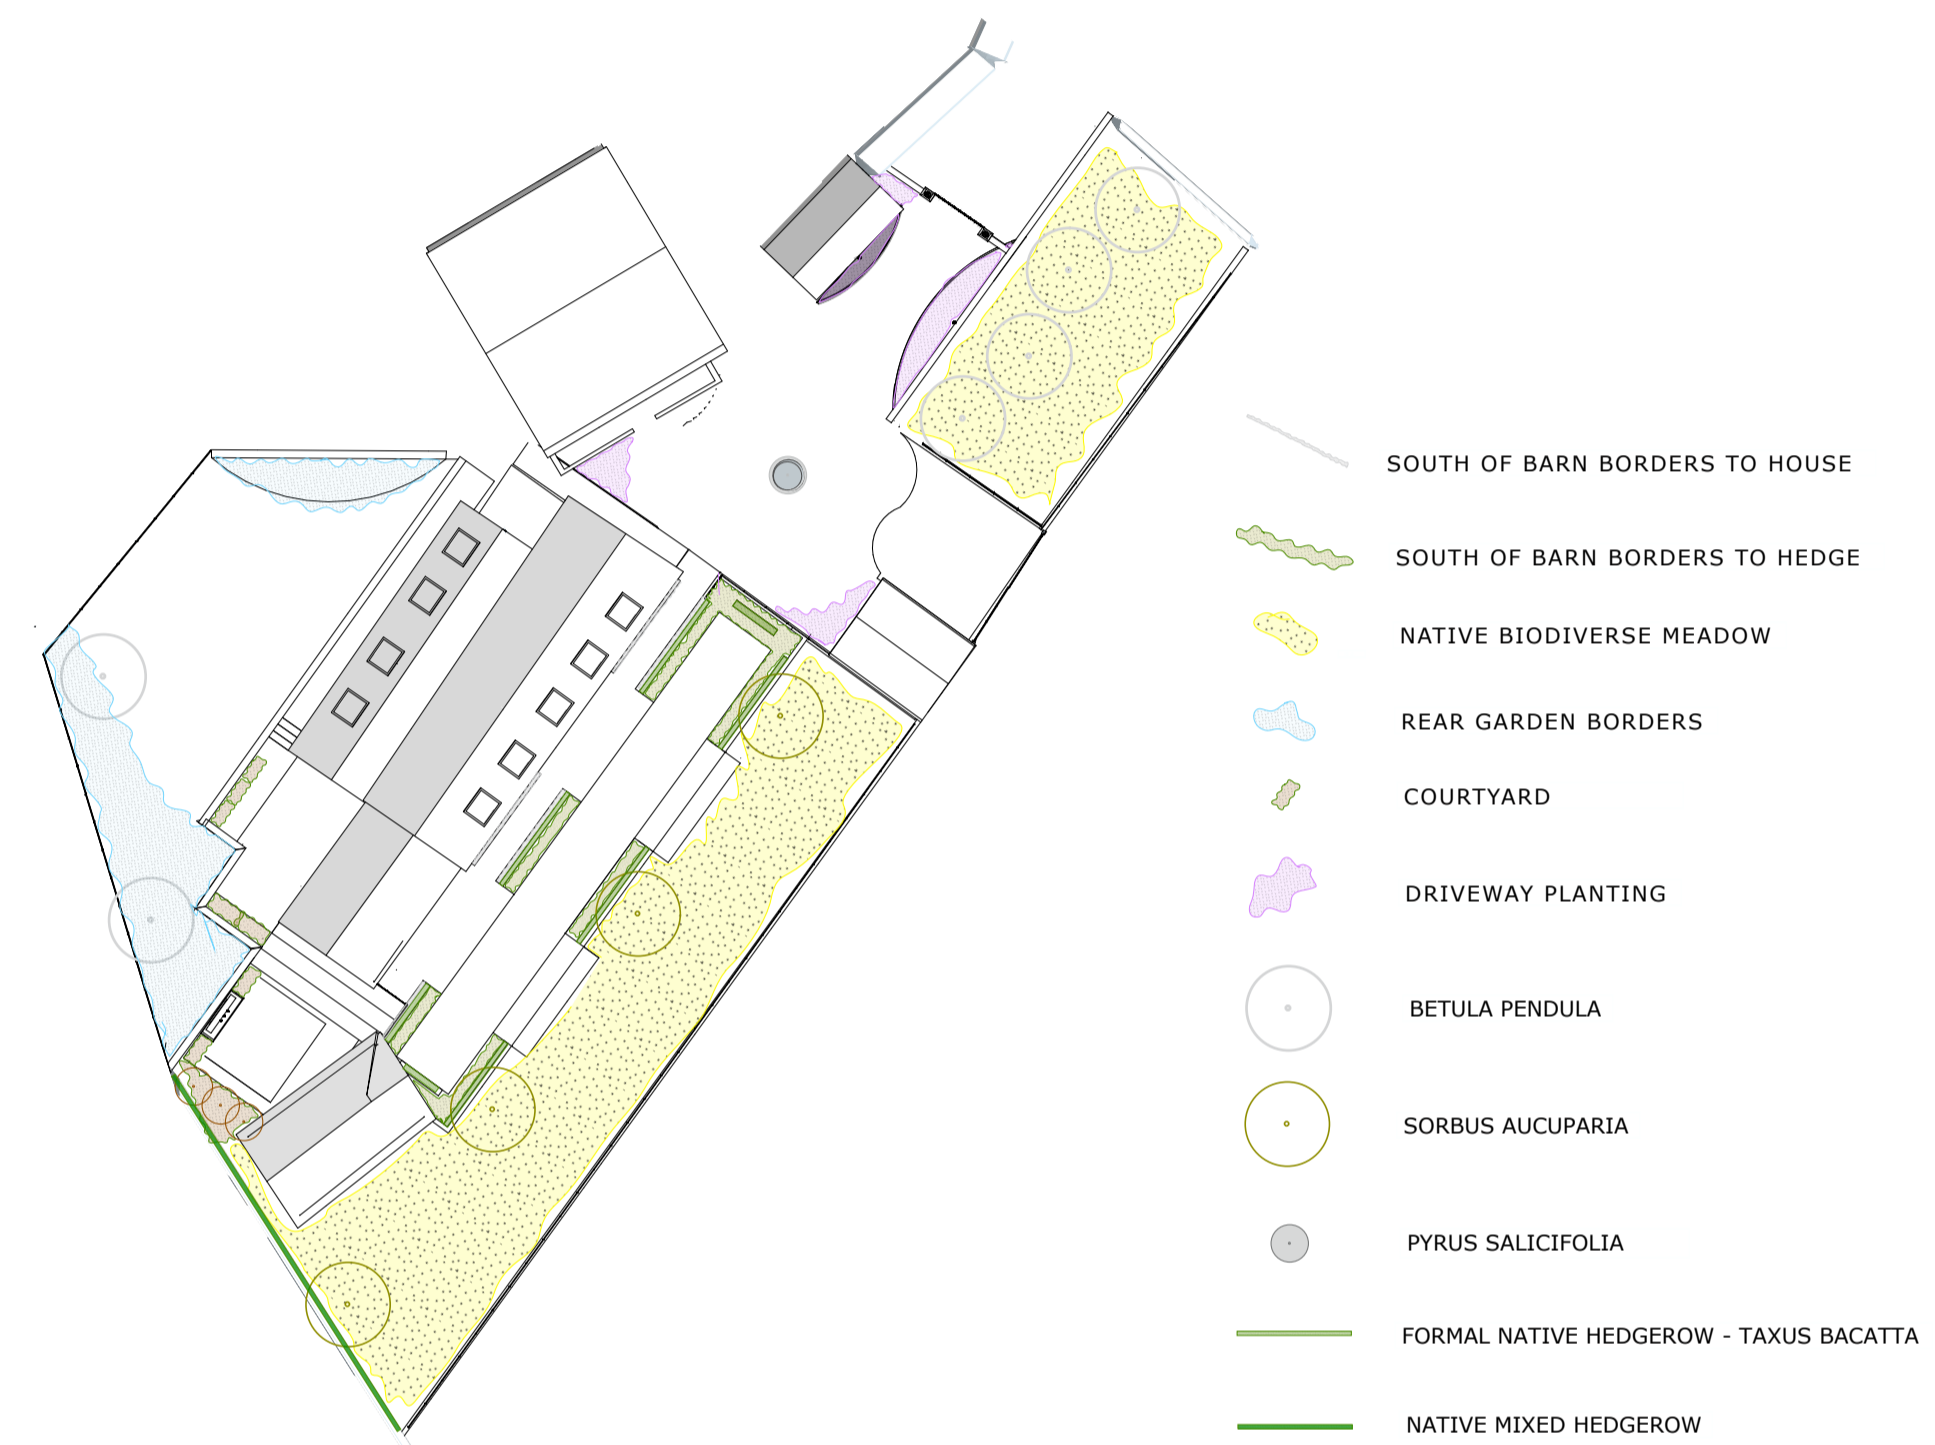 SOUTH OF BARN BORDERS TO HOUSE
SOUTH OF BARN BORDERS TO HEDGE
NATIVE BIODIVERSE MEADOW
REAR GARDEN BORDERS
COURTYARD
DRIVEWAY PLANTING
BETULA PENDULA
SORBUS AUCUPARIA
PYRUS SALICIFOLIA
FORMAL NATIVE HEDGEROW - TAXUS BACATTA
NATIVE MIXED HEDGEROW